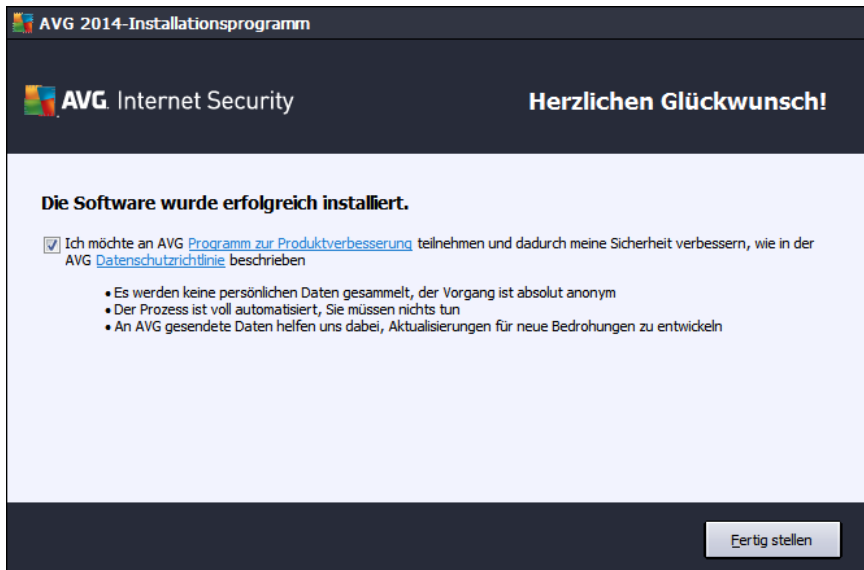 AVG 2014-Installationsprogramm
AVG. Internet Security
Herzlichen Glückwunsch!
Die Software wurde erfolgreich installiert.
Ich möchte an AVG Programm zur Produktverbesserung teilnehmen und dadurch meine Sicherheit verbessern, wie in der
AVG Datenschutzrichtlinie beschrieben
• Es werden keine persönlichen Daten gesammelt, der Vorgang ist absolut anonym
• Der Prozess ist voll automatisiert, Sie müssen nichts tun
• An AVG gesendete Daten helfen uns dabei, Aktualisierungen für neue Bedrohungen zu entwickeln
Fertig stellen